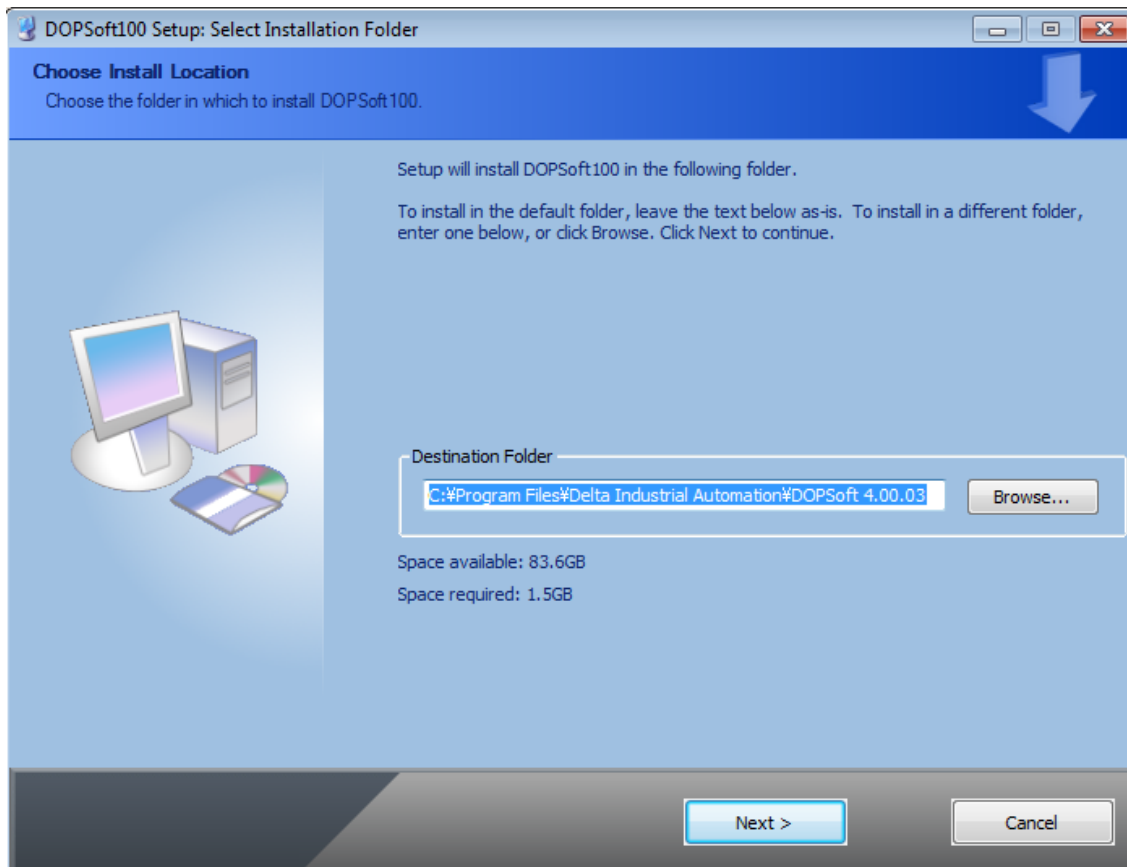 DOPSoft100 Setup: Select Installation Folder
Choose Install Location
Choose the folder in which to install DOPSoft100.
Setup will install DOPSoft100 in the following folder.
To install in the default folder, leave the text below as-is. To install in a different folder,
enter one below, or click Browse. Click Next to continue.
Destination Folder
C:¥Program Files¥Delta Industrial Automation¥DOPSoft 4.00.03
Browse...
Space available: 83.6GB
Space required: 1.5GB
Next >
Cancel